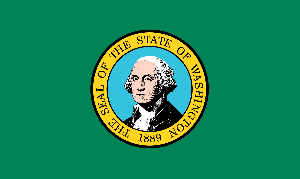 THE SEAL OF THE STATE OF WASHINGTON
1889